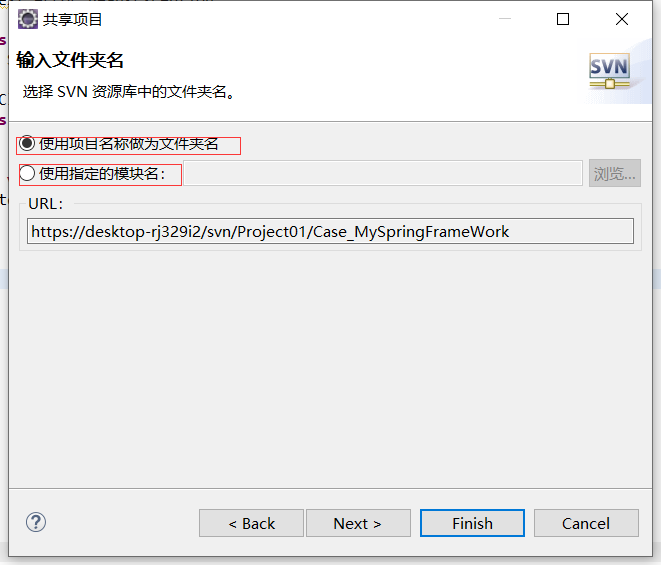 共享项目
输入文件夹名
选择 SVN 资源库中的文件夹名。
SVN
使用项目名称做为文件夹名
使用指定的模块名：
浏览...
URL：
https://desktop-rj329i2/svn/Project01/Case_MySpringFrameWork
?
< Back
Next >
Finish
Cancel